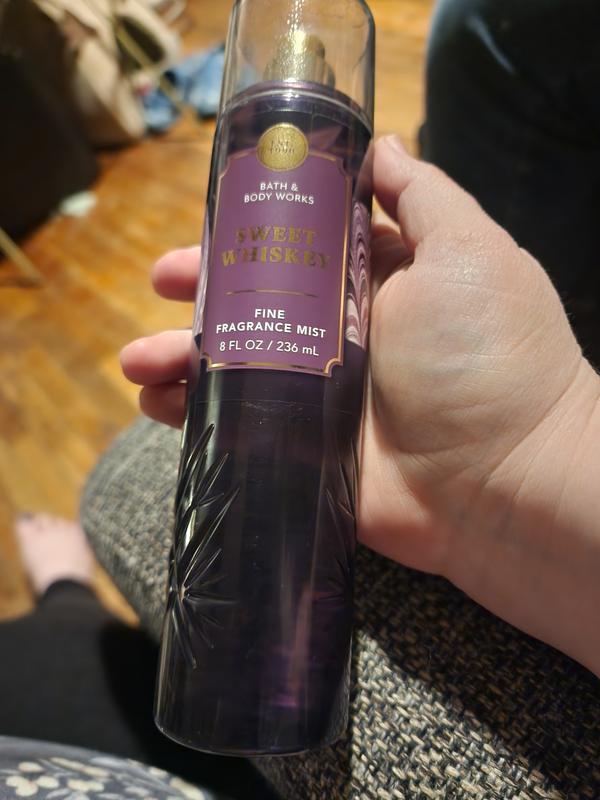 BATH &
BODY WORKS
SWEET
WHISKEY
FINE
FRAGRANCE MIST
8 FL OZ / 236 mL